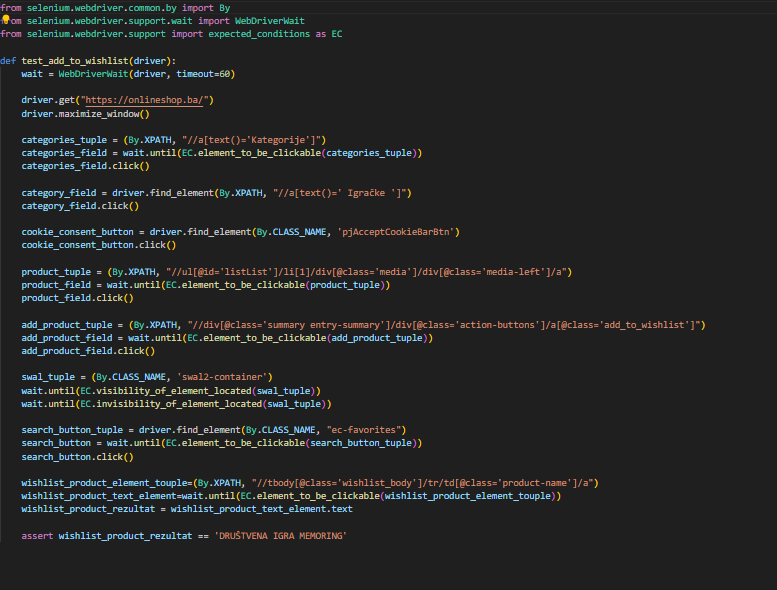 from selenium.webdriver.common.by import By
from selenium.webdriver.support.wait import WebDriverWait
from selenium.webdriver.support import expected_conditions as EC
def test_add_to_wishlist(driver):
wait = WebDriverWait(driver, timeout=60)
driver.get("https://onlineshop.ba/")
driver.maximize_window()
categories_tuple = (By.XPATH, "//a[text()='Kategorije']")
categories_field = wait.until(EC.element_to_be_clickable(categories_tuple))
categories_field.click()
category_field = driver.find_element(By.XPATH, "//a[text()=' Igračke ']")
category_field.click()
cookie_consent_button = driver.find_element(By.CLASS_NAME, 'pjAcceptCookieBarBtn')
cookie_consent_button.click()
product_tuple = (By.XPATH, "//ul[@id='listList']/li[1]/div[@class='media']/div[@class='media-left']/a")
product_field = wait.until(EC.element_to_be_clickable(product_tuple))
product_field.click()
add_product_tuple = (By.XPATH, "//div[@class='summary entry-summary']/div[@class='action-buttons']/a[@class='add_to_wishlist']")
add_product_field = wait.until(EC.element_to_be_clickable(add_product_tuple))
add_product_field.click()
swal_tuple = (By.CLASS_NAME, 'swal2-container')
wait.until(EC.visibility_of_element_located(swal_tuple))
wait.until(EC.invisibility_of_element_located(swal_tuple))
search_button_tuple = driver.find_element(By.CLASS_NAME, "ec-favorites")
search_button = wait.until(EC.element_to_be_clickable(search_button_tuple))
search_button.click()
wishlist_product_element_touple=(By.XPATH, "//tbody[@class='wishlist_body']/tr/td[@class='product-name']/a")
wishlist_product_text_element=wait.until(EC.element_to_be_clickable(wishlist_product_element_touple))
wishlist_product_rezultat = wishlist_product_text_element.text
assert wishlist_product_rezultat == 'DRUŠTVENA IGRA MEMORING'